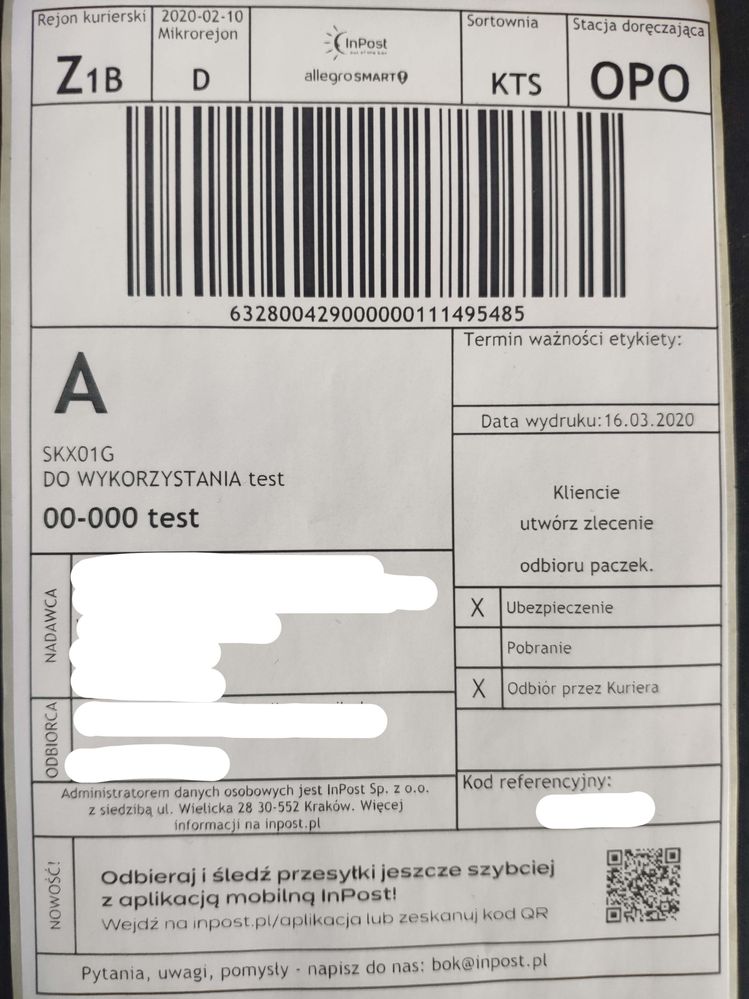 Rejon kurierski
Z1B
2020-02-10
Mikrorejon
D
InPost
allegro SMART!
Sortownia
KTS
Stacja doręczająca
OPO
632800429000000111495485
A
SKX01G
DO WYKORZYSTANIA test
00-000 test
Termin ważności etykiety:
Data wydruku:16.03.2020
Kliencie
utwórz zlecenie
odbioru paczek.
X Ubezpieczenie
Pobranie
X Odbiór przez Kuriera
NADAWCA
ODBIORCA
Kod referencyjny:
Administratorem danych osobowych jest InPost Sp. z o.o.
z siedzibą ul. Wielicka 28 30-552 Kraków. Więcej
informacji na inpost.pl
NOWOŚĆ!
Odbieraj i śledź przesyłki jeszcze szybciej
z aplikacją mobilną InPost!
Wejdź na inpost.pl/aplikacja lub zeskanuj kod QR
Pytania, uwagi, pomysły - napisz do nas: bok@inpost.pl